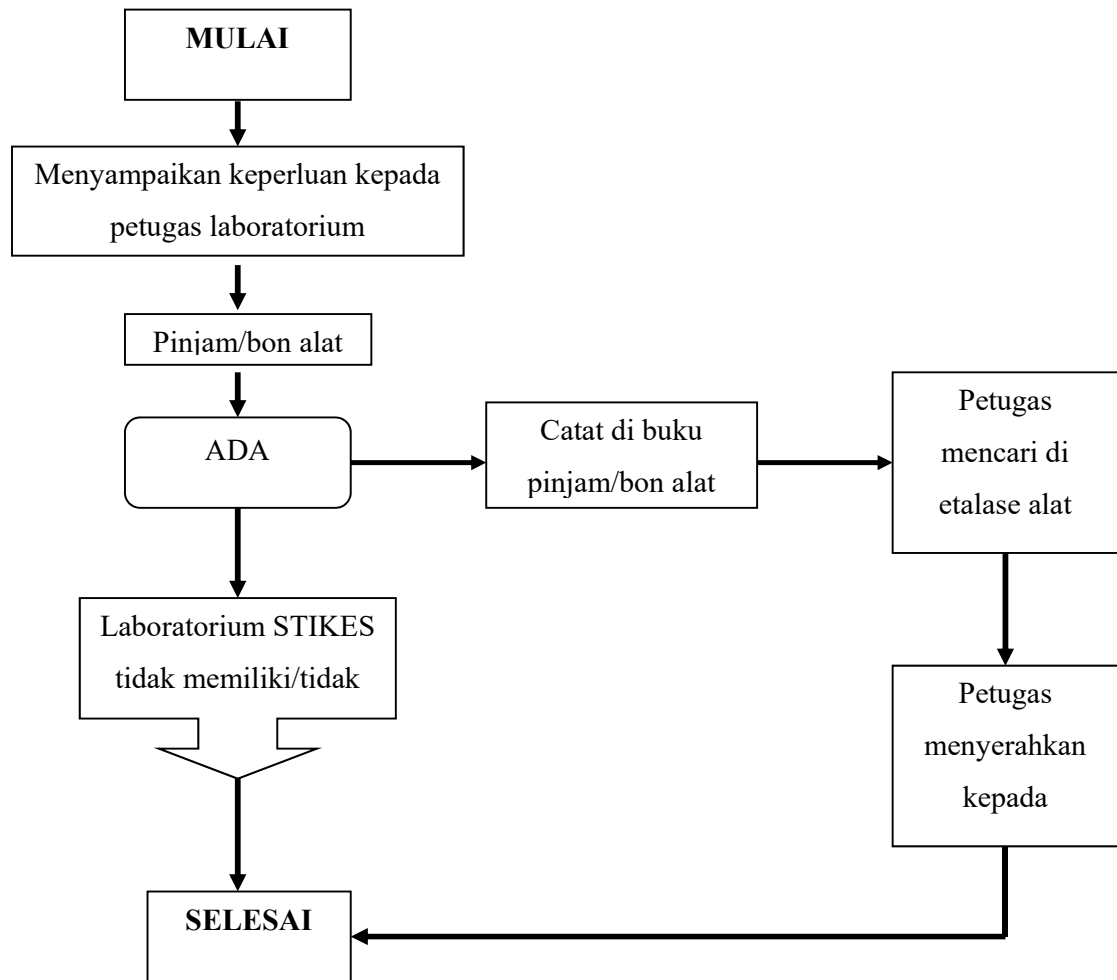 MULAI
Menyampaikan keperluan kepada
petugas laboratorium
Pinjam/bon alat
ADA
Catat di buku
pinjam/bon alat
Petugas
mencari di
etalase alat
Laboratorium STIKES
tidak memiliki/tidak
Petugas
menyerahkan
kepada
SELESAI